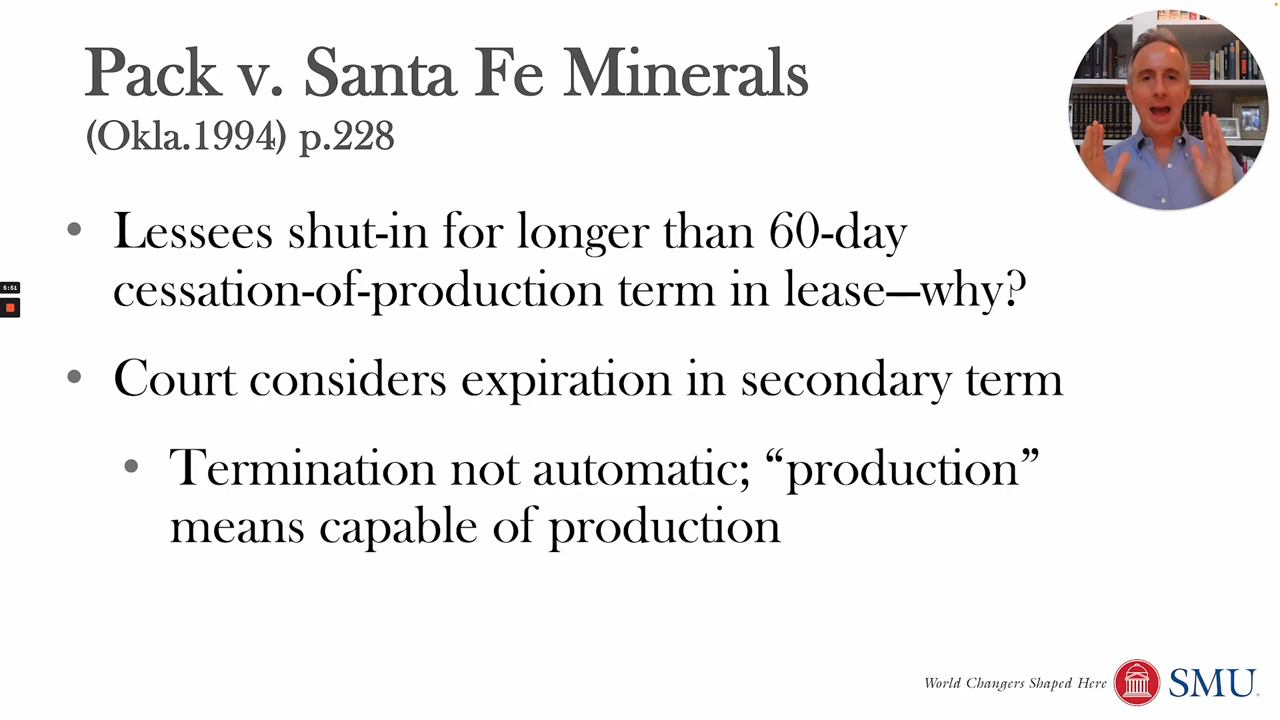 Pack v. Santa Fe Minerals
(Okla.1994) p.228
• Lessees shut-in for longer than 60-day
cessation-of-production term in lease—why?
• Court considers expiration in secondary term
• Termination not automatic; “production”
means capable of production
5:51
World Changers Shaped Here
SMU